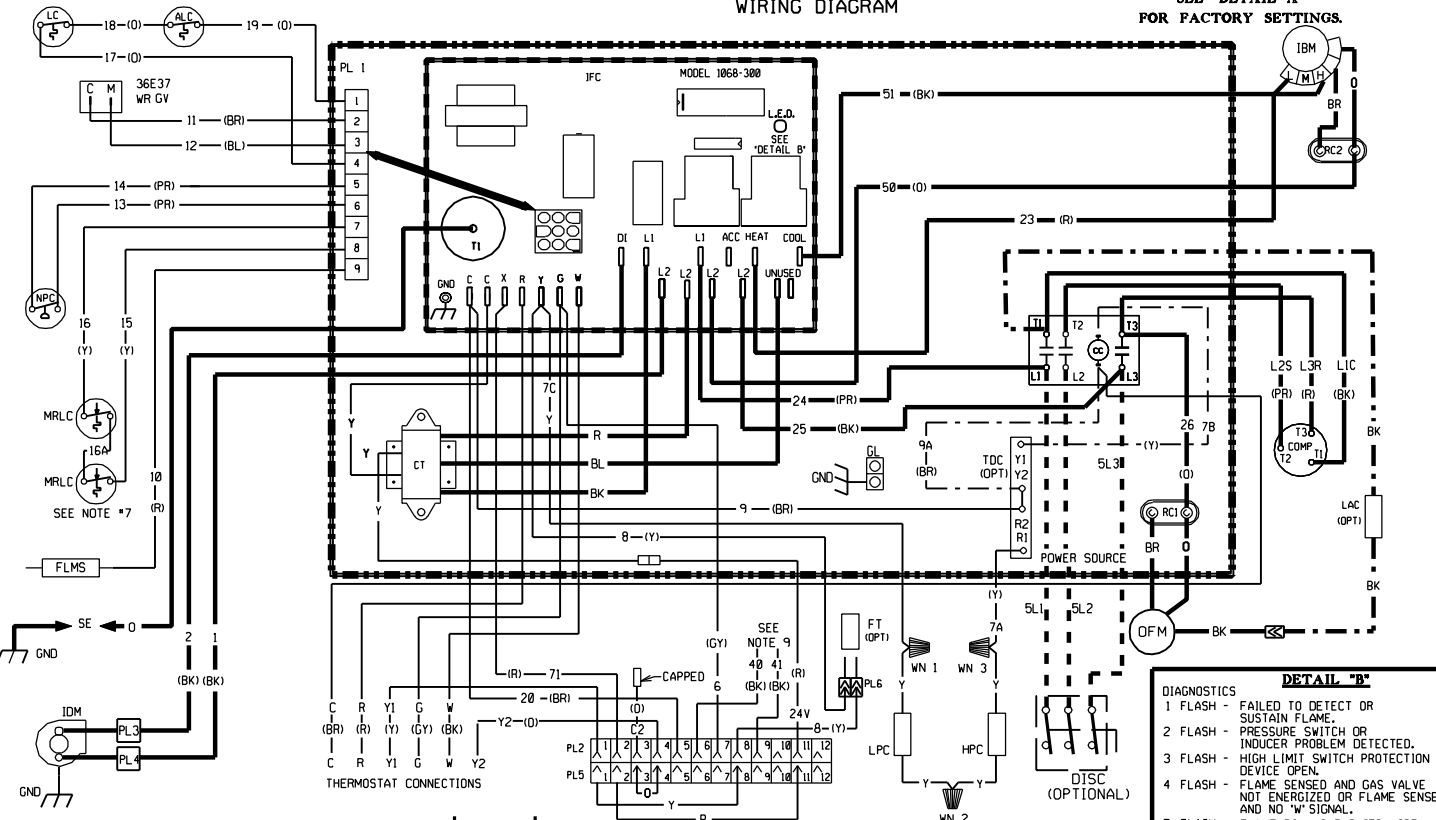 WIRING DIAGRAM
FOR FACTORY SETTINGS.
LC
18-(O)
ALC
19-(O)
17-(O)
C M
36E37
WR GV
11-(BR)
12-(BL)
14-(PR)
13-(PR)
NPC
16
(Y)
15
(Y)
MRLC
16A
MRLC
SEE NOTE "7
10
(R)
FLMS
SE
O
GND
2
1
(BK)
(BK)
IDM
PL3
PL4
GND
PL 1
1
2
3
4
5
6
7
8
9
IFC
MODEL 1068-300
L.E.D.
SEE
"DETAIL B"
T1
GND
C
C
X
R
Y
G
W
DI
L1
L2
L2
L1
L2
ACC
HEAT
L2
COOL
UNUSED
51-(BK)
50-(O)
23-(R)
24-(PR)
25-(BK)
IBM
L M H
BR
O
RC2
T1
T2
T3
CC
L1
L2
L3
L2S
L3R
L1C
(PR)
(R)
(BK)
T3
COMP
T2
T1
BK
LAC
(OPT)
BK
26
7B
(O)
(Y)
9A
(BR)
TDC
(OPT)
Y1
Y2
R2
R1
5L3
RC1
BR
O
POWER SOURCE
OFM
BK
5L1
5L2
DISC
(OPTIONAL)
GL
GND
CT
Y
Y
Y
7C
Y
R
BL
BK
9-(BR)
8-(Y)
(Y)
7A
WN 1
WN 3
Y
Y
LPC
HPC
Y
Y
WN 2
FT
(OPT)
PL6
8-(Y)
SEE
NOTE 9
40
41
(BK)
(BK)
(R)
24V
(GY)
6
(R)-71
20-(BR)
CAPPED
(O)
C2
Y2-(O)
C
R
Y1
G
W
(BR)
(R)
(Y)
(GY)
(BK)
C
R
Y1
G
W
Y2
THERMOSTAT CONNECTIONS
PL2
1 2 3 4 5 6 7 8 9 10 11 12
PL5
1 2 3 4 5 6 7 8 9 10 11 12
O
Y
R
DETAIL "B"
DIAGNOSTICS
1 FLASH - FAILED TO DETECT OR
SUSTAIN FLAME.
2 FLASH - PRESSURE SWITCH OR
INDUCER PROBLEM DETECTED.
3 FLASH - HIGH LIMIT SWITCH PROTECTION
DEVICE OPEN.
4 FLASH - FLAME SENSED AND GAS VALVE
NOT ENERGIZED OR FLAME SENSE
AND NO "W" SIGNAL.